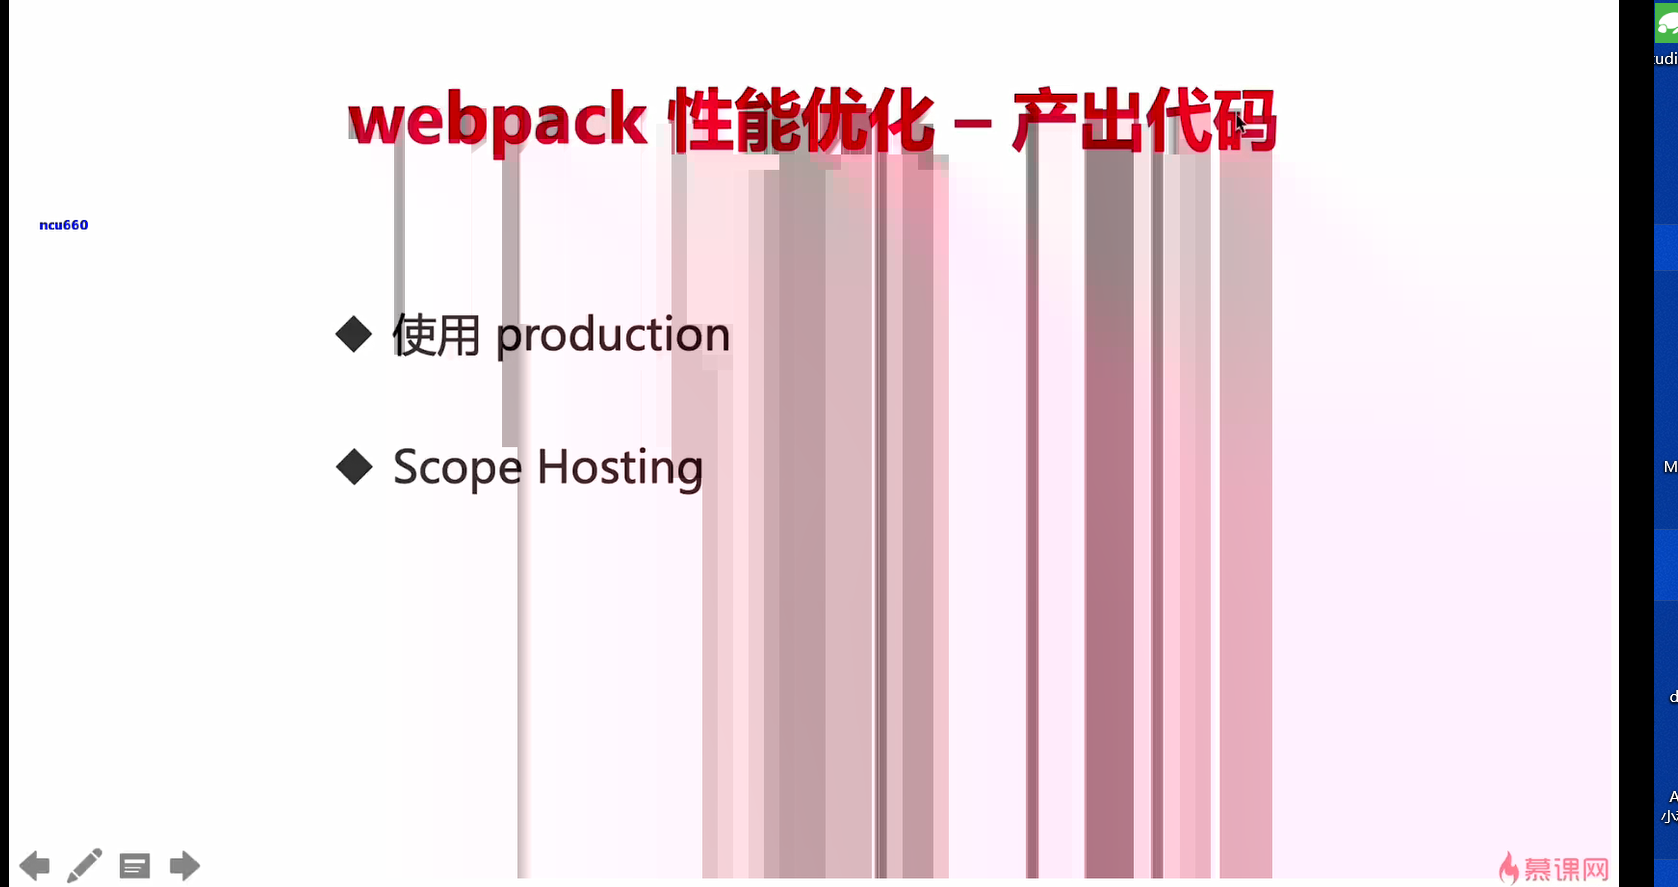 webpack 性能优化 – 产出代码
ncu660
◆ 使用 production
◆ Scope Hosting
慕课网
udi
M
d
A